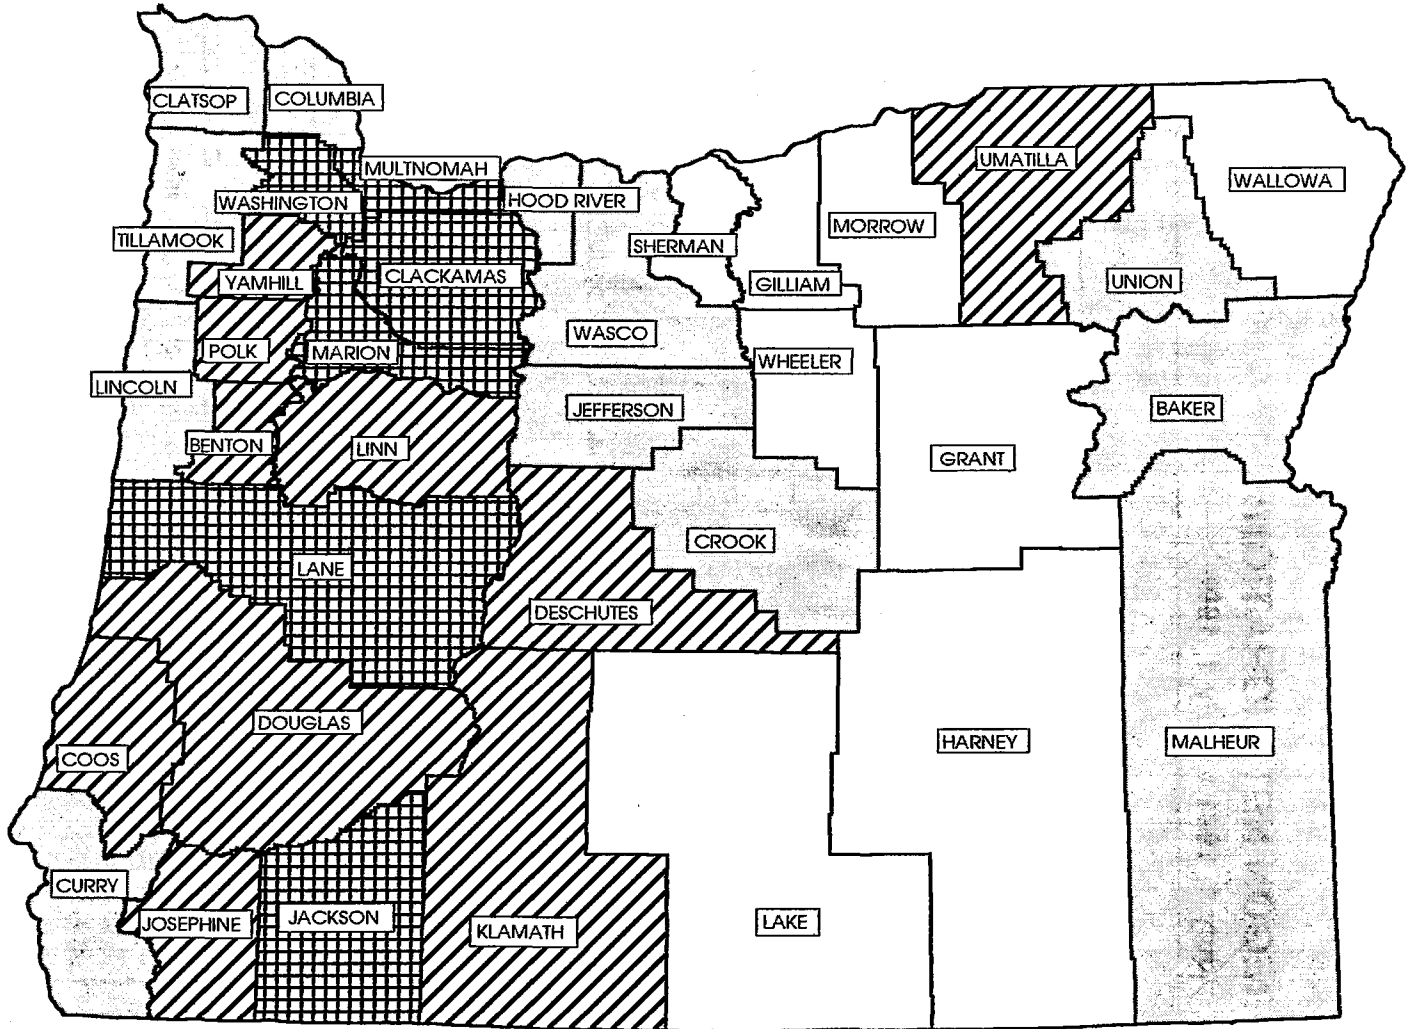 CLATSOP
COLUMBIA
MULTNOMAH
UMATILLA
WALLOWA
WASHINGTON
HOOD RIVER
TILLAMOOK
SHERMAN
MORROW
YAMHILL
CLACKAMAS
GILLIAM
UNION
POLK
MARION
WASCO
WHEELER
LINCOLN
JEFFERSON
BAKER
BENTON
LINN
GRANT
CROOK
LANE
DESCHUTES
DOUGLAS
COOS
HARNEY
MALHEUR
CURRY
JOSEPHINE
JACKSON
KLAMATH
LAKE